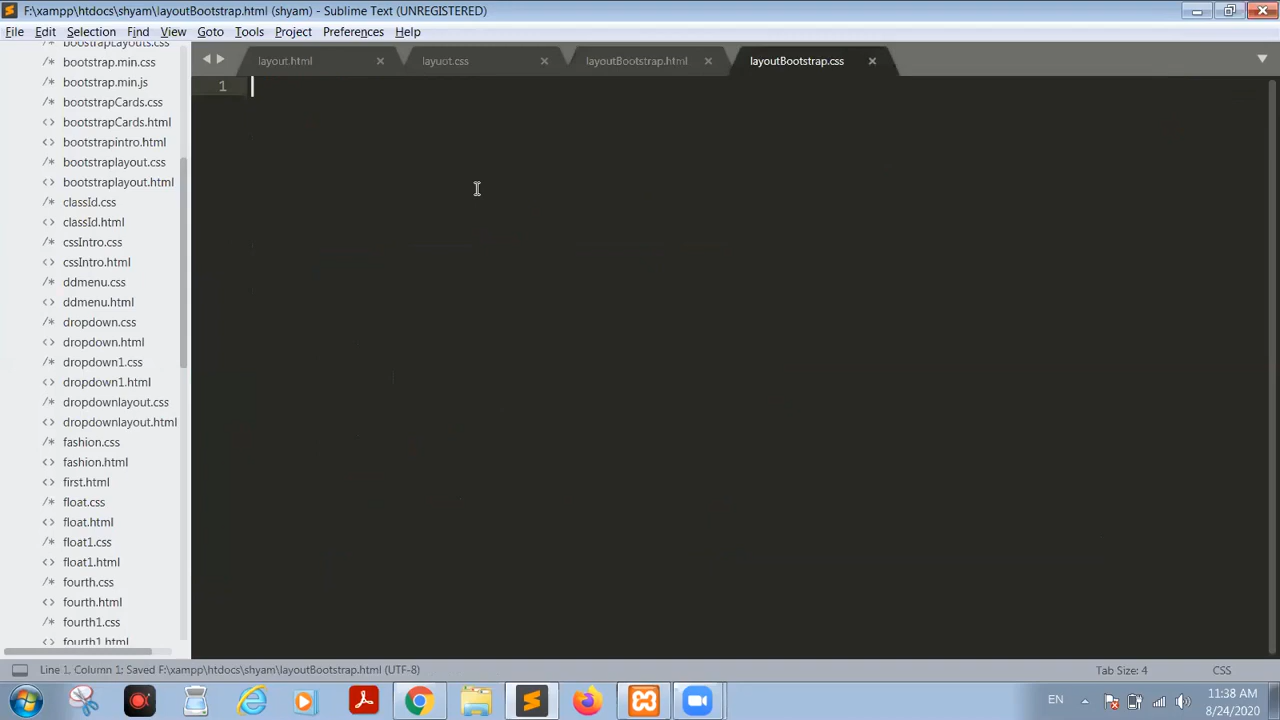 F:\xampp\htdocs\shyam\layoutBootstrap.html (shyam) - Sublime Text (UNREGISTERED)
File Edit Selection Find View Goto Tools Project Preferences Help
layout.html layuot.css layoutBootstrap.html layoutBootstrap.css
1
boostrapLayouts.css
bootstrap.min.css
bootstrap.min.js
bootstrapCards.css
bootstrapCards.html
bootstrapintro.html
bootstraplayout.css
bootstraplayout.html
classId.css
classId.html
cssIntro.css
cssIntro.html
ddmenu.css
ddmenu.html
dropdown.css
dropdown.html
dropdown1.css
dropdown1.html
dropdownlayout.css
dropdownlayout.html
fashion.css
fashion.html
first.html
float.css
float.html
float1.css
float1.html
fourth.css
fourth.html
fourth1.css
fourth1.html
Line 1, Column 1; Saved F:\xampp\htdocs\shyam\layoutBootstrap.html (UTF-8) Tab Size: 4 CSS
EN 11:38 AM
8/24/2020